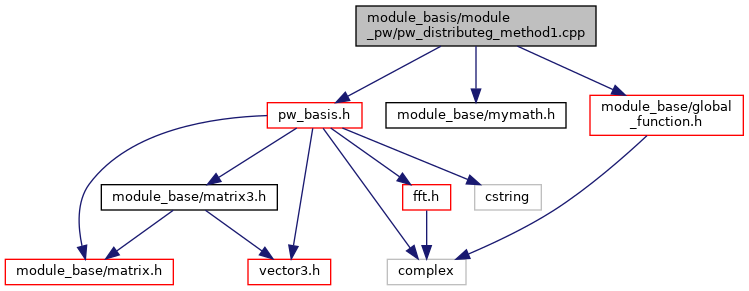 module_basis/module
_pw/pw_distributeg_method1.cpp
pw_basis.h
module_base/mymath.h
module_base/global
_function.h
module_base/matrix3.h
fft.h
cstring
module_base/matrix.h
vector3.h
complex